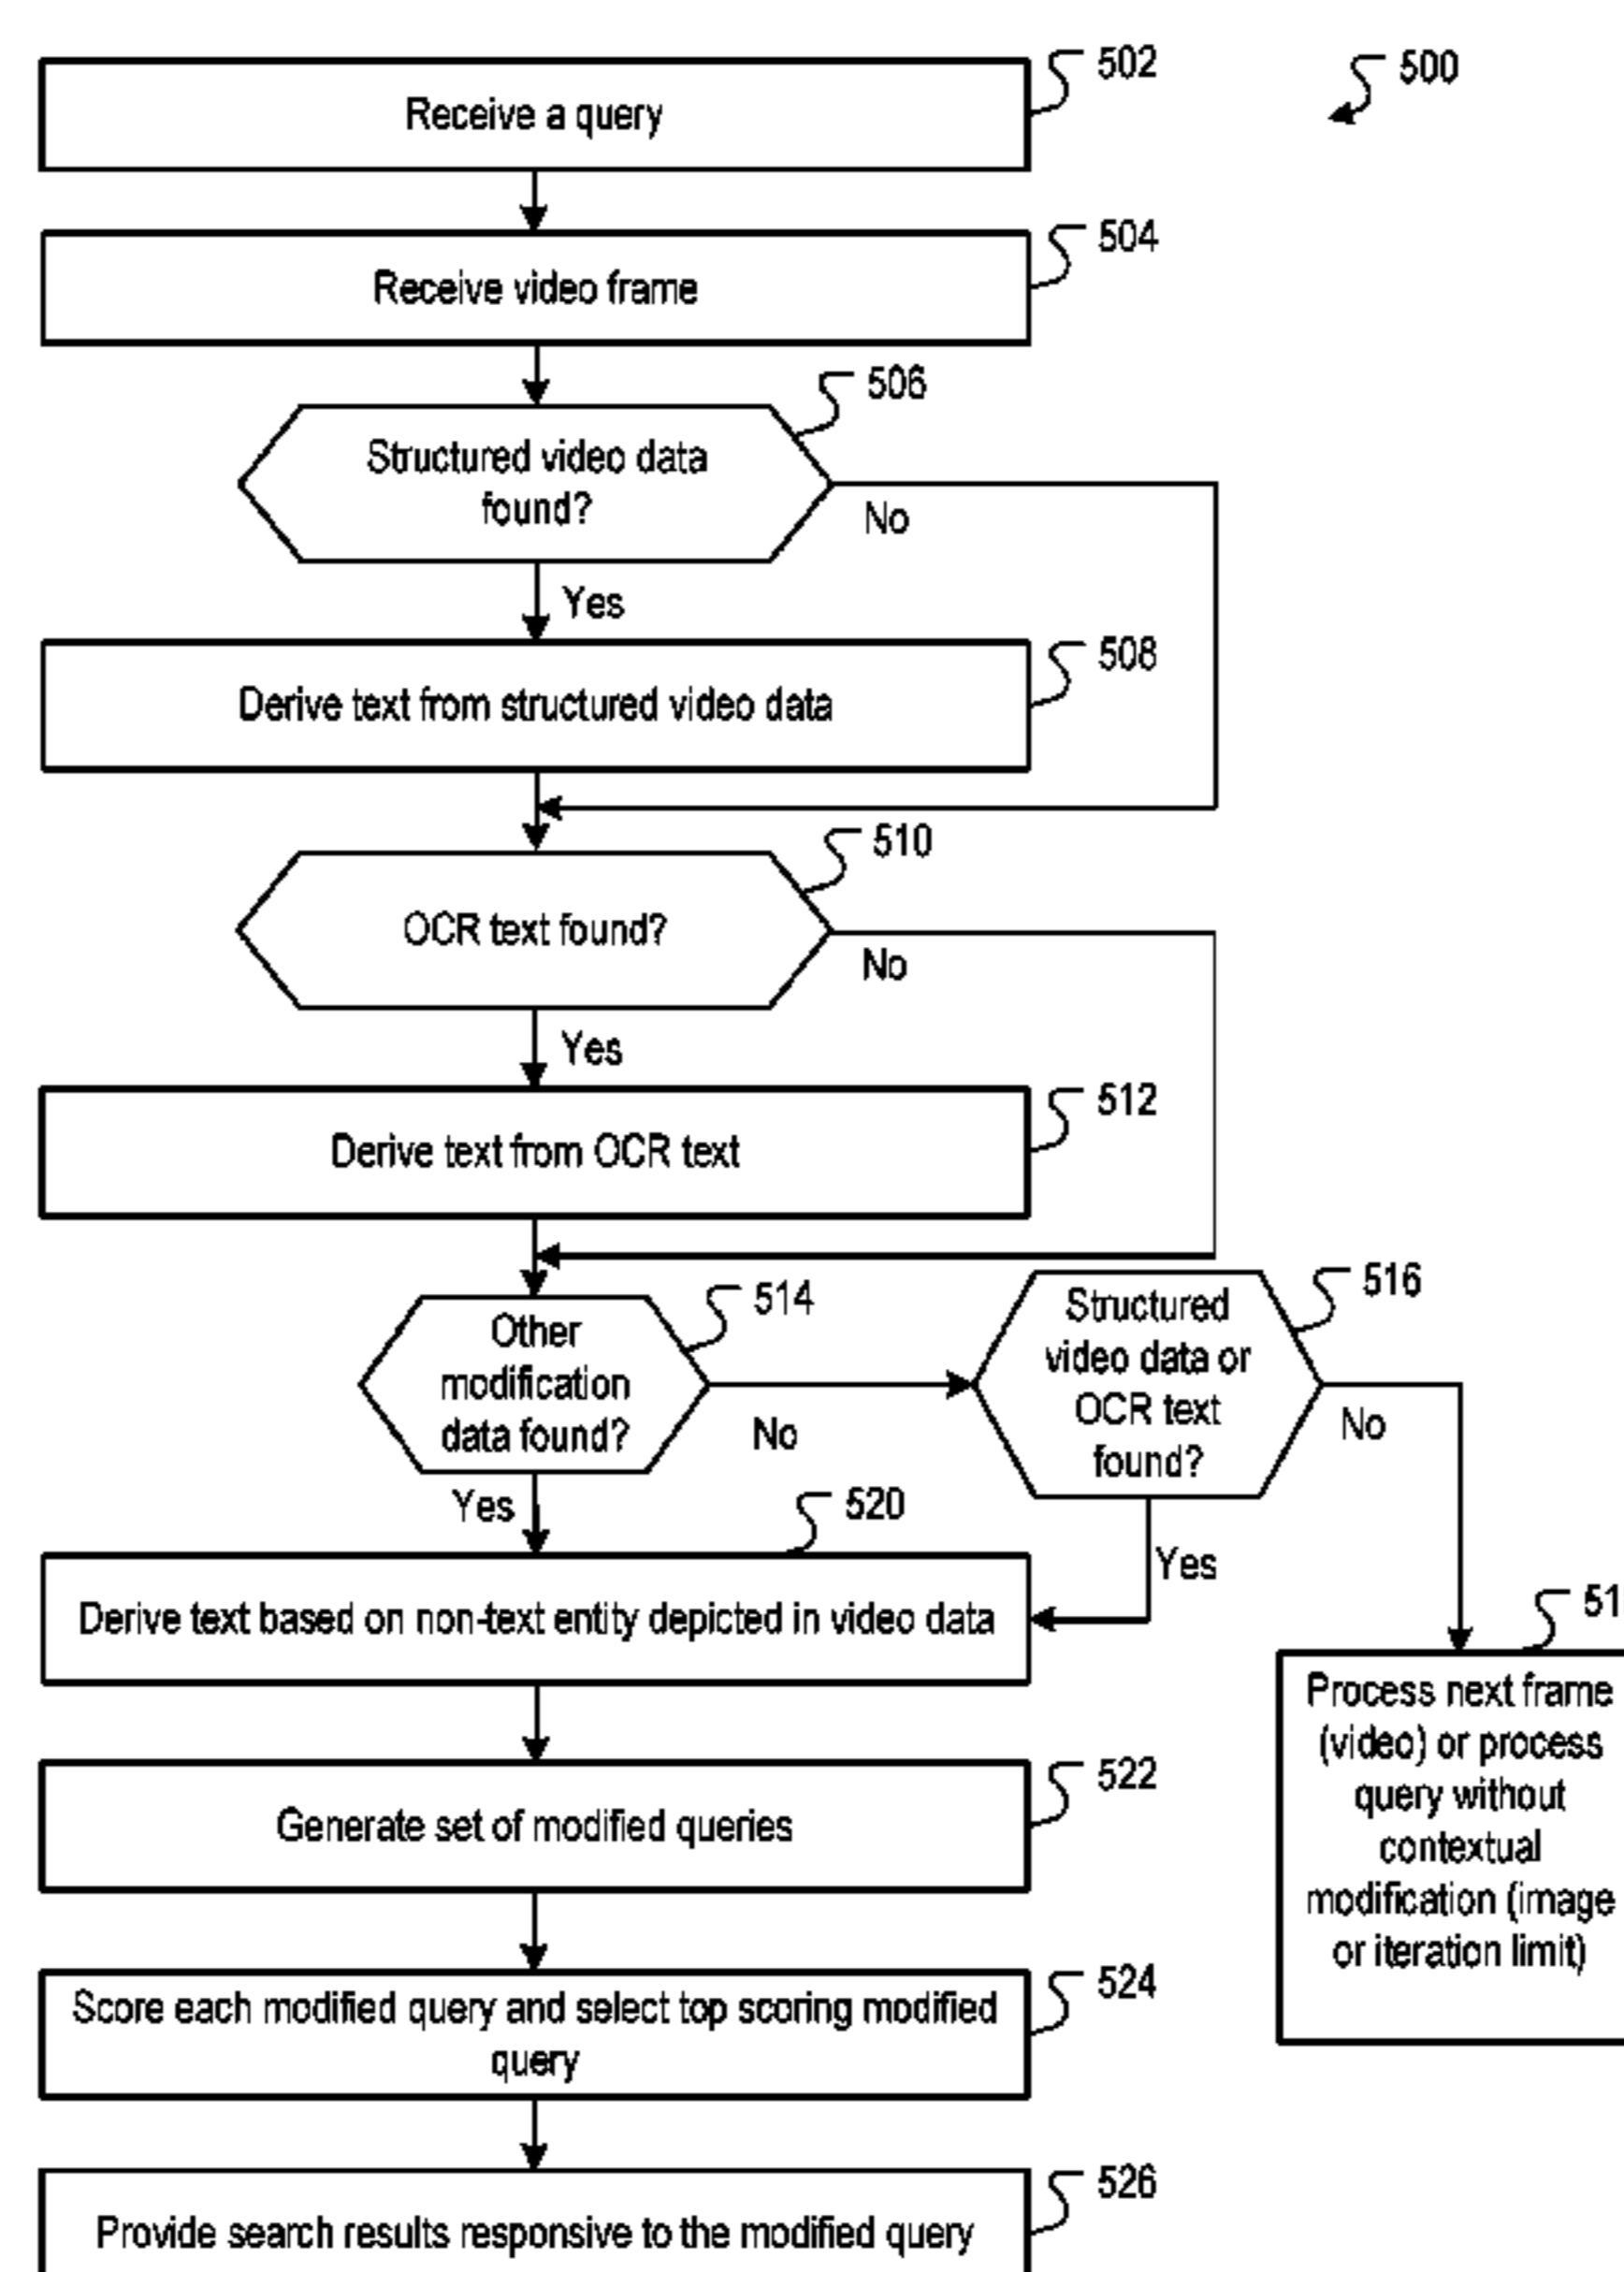 502
500
Receive a query
504
Receive video frame
506
Structured video data
found?
No
Yes
508
Derive text from structured video data
510
OCR text found?
No
Yes
512
Derive text from OCR text
514
Other
modification
data found?
No
516
Structured
video data or
OCR text
found?
No
Yes
520
Yes
Derive text based on non-text entity depicted in video data
51
Process next frame
(video) or process
query without
contextual
modification (image
or iteration limit)
522
Generate set of modified queries
524
Score each modified query and select top scoring modified
query
526
Provide search results responsive to the modified query